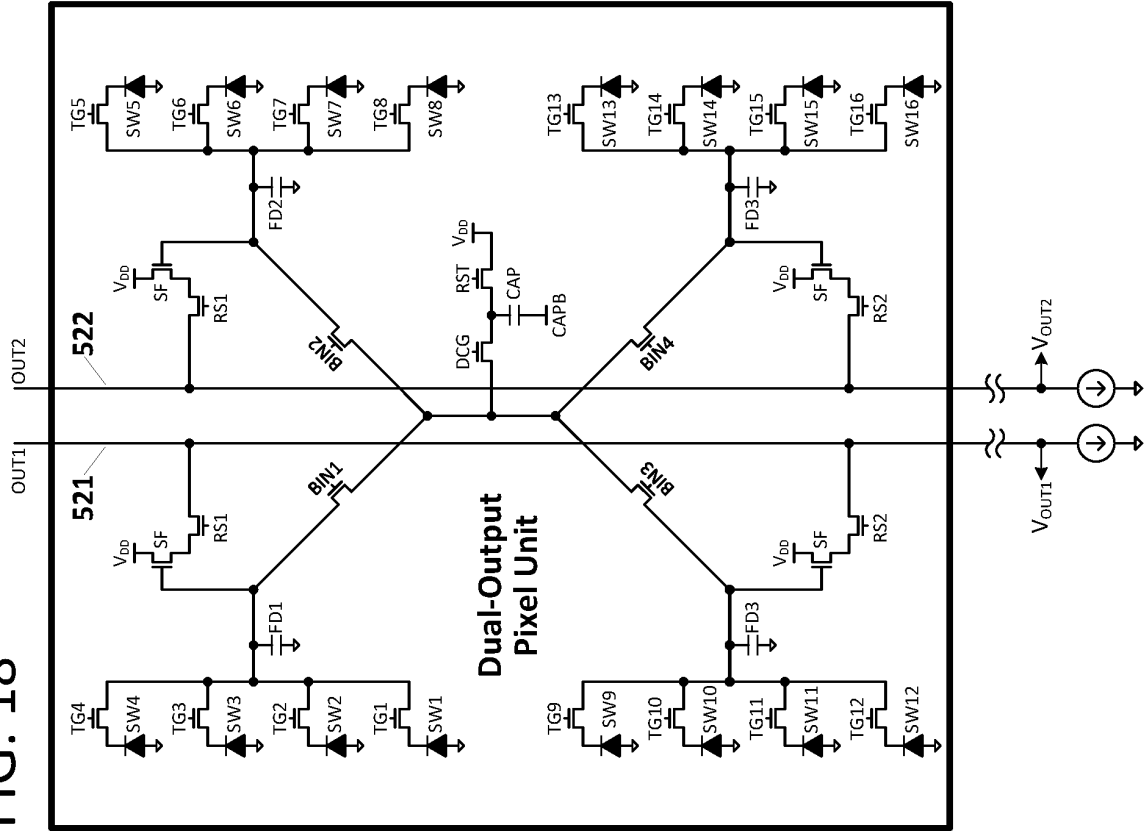 FIG. 18
OUT1
OUT2
521
522
TG4
SW4
TG3
SW3
TG2
SW2
TG1
SW1
FD1
VDD
SF
RS1
BIN1
VDD
SF
RS1
BIN2
FD2
TG5
SW5
TG6
SW6
TG7
SW7
TG8
SW8
Dual-Output
Pixel Unit
DCG
RST
VDD
CAP
CAPB
TG9
SW9
TG10
SW10
TG11
SW11
TG12
SW12
FD3
BIN3
VDD
SF
RS2
BIN4
VDD
SF
RS2
FD3
TG13
SW13
TG14
SW14
TG15
SW15
TG16
SW16
VOUT1
VOUT2